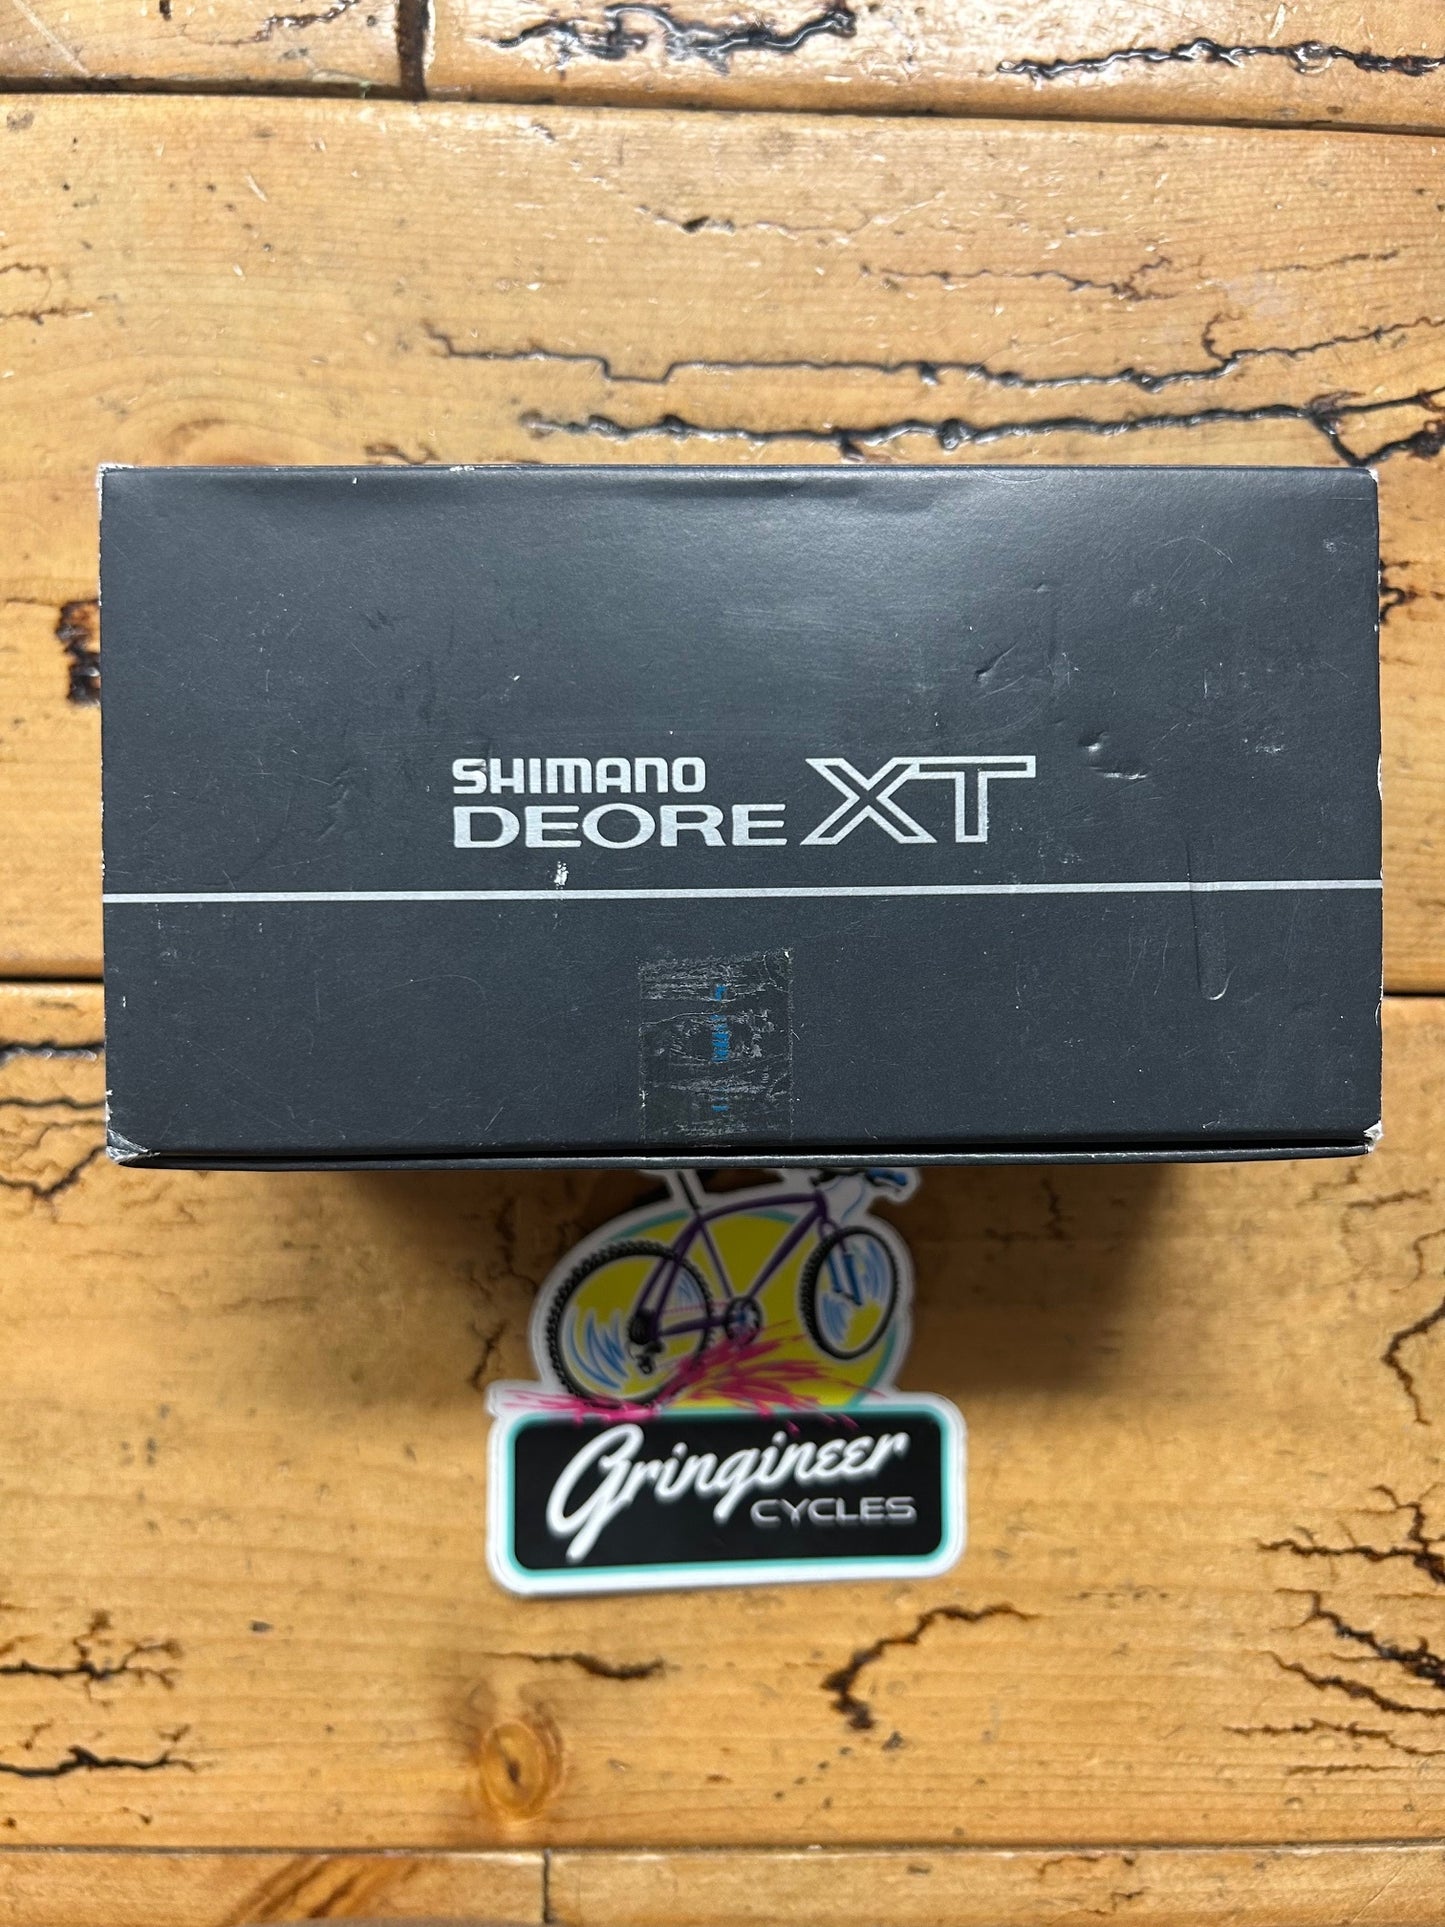 SHIMANO
DEORE XT
Gringineer
CYCLES